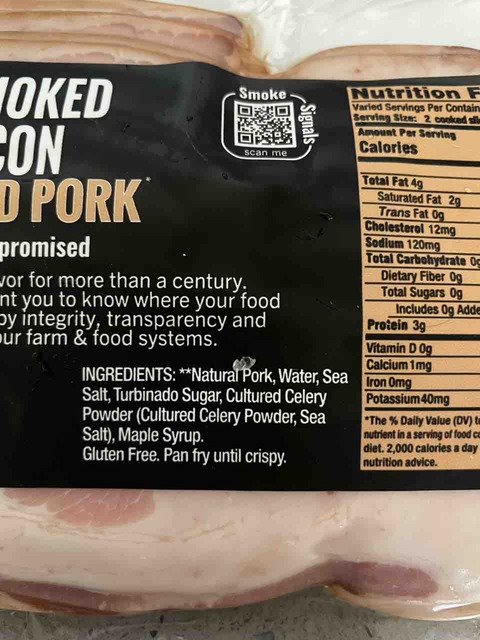 Smoke
Signals
scan me
CON
D PORK*
promised
for more than a century.
you to know where your food
by integrity, transparency and
our farm & food systems.
INGREDIENTS: **Natural Pork, Water, Sea
Salt, Turbinado Sugar, Cultured Celery
Powder (Cultured Celery Powder, Sea
Salt), Maple Syrup.
Gluten Free. Pan fry until crispy.
Nutrition F
Varied Servings Per Contain
Serving Size: 2 cooked sli
Amount Per Serving
Calories
Total Fat 4g
Saturated Fat 2g
Trans Fat 0g
Cholesterol 12mg
Sodium 120mg
Total Carbohydrate 0g
Dietary Fiber 0g
Total Sugars 0g
Includes 0g Adde
Protein 3g
Vitamin D 0g
Calcium 1mg
Iron 0mg
Potassium 40mg
*The % Daily Value (DV) t
nutrient in a serving of food co
diet. 2,000 calories a day
nutrition advice.